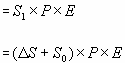 = S₁ × P × E
= (ΔS + S₀) × P × E